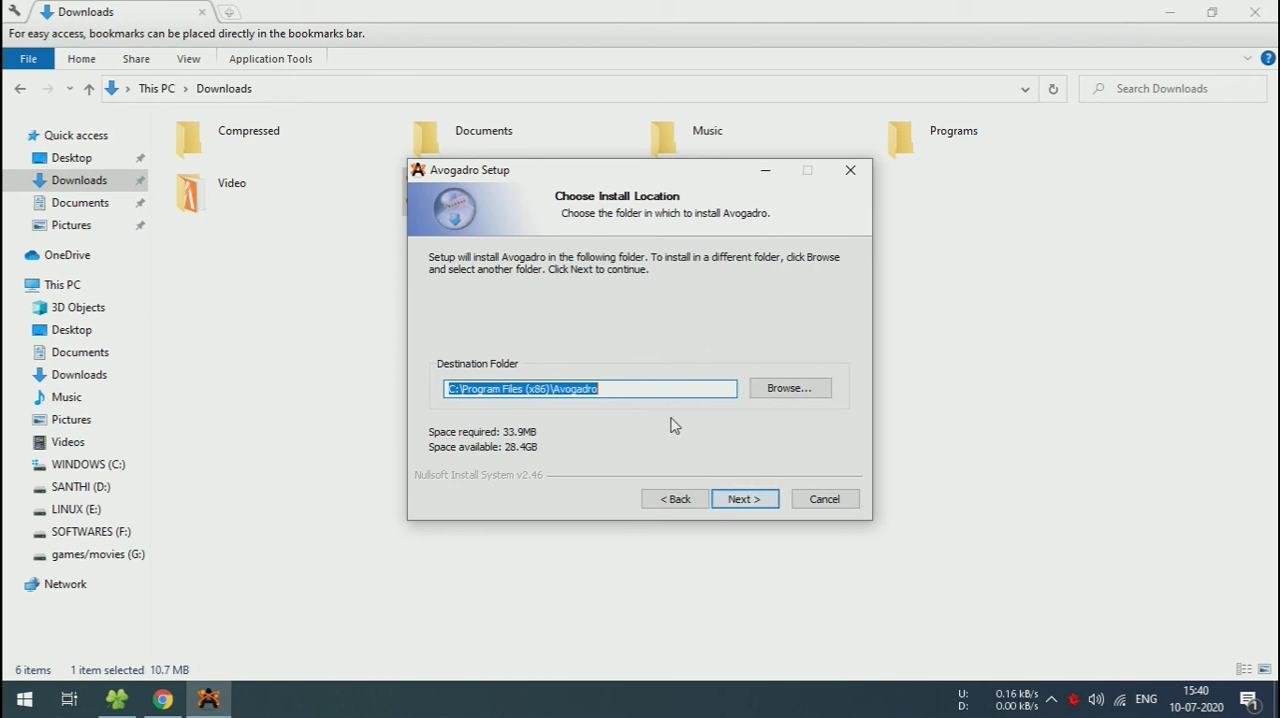 Downloads
For easy access, bookmarks can be placed directly in the bookmarks bar.
File Home Share View Application Tools
This PC Downloads
Search Downloads
Quick access
Desktop
Downloads
Documents
Pictures
OneDrive
This PC
3D Objects
Desktop
Documents
Downloads
Music
Pictures
Videos
WINDOWS (C:)
SANTHI (D:)
LINUX (E:)
SOFTWARES (F:)
games/movies (G:)
Network
Compressed Documents Music Programs
Video
Avogadro Setup
Choose Install Location
Choose the folder in which to install Avogadro.
Setup will install Avogadro in the following folder. To install in a different folder, click Browse
and select another folder. Click Next to continue.
Destination Folder
C:\Program Files (x86)\Avogadro
Browse...
Space required: 33.9MB
Space available: 28.4GB
Nullsoft Install System v2.46
< Back Next > Cancel
6 items 1 item selected 10.7 MB
U: 0.16 kB/s
D: 0.00 kB/s
ENG
15:40
10-07-2020
1